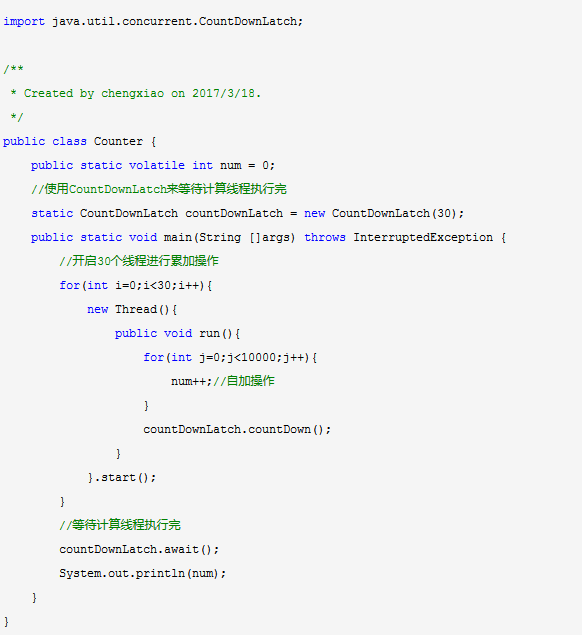 import java.util.concurrent.CountDownLatch;
/**
 * Created by chengxiao on 2017/3/18.
 */
public class Counter {
    public static volatile int num = 0;
    //使用CountDownLatch来等待计算线程执行完
    static CountDownLatch countDownLatch = new CountDownLatch(30);
    public static void main(String []args) throws InterruptedException {
        //开启30个线程进行累加操作
        for(int i=0;i<30;i++){
            new Thread(){
                public void run(){
                    for(int j=0;j<10000;j++){
                        num++;//自加操作
                    }
                    countDownLatch.countDown();
                }
            }.start();
        }
        //等待计算线程执行完
        countDownLatch.await();
        System.out.println(num);
    }
}